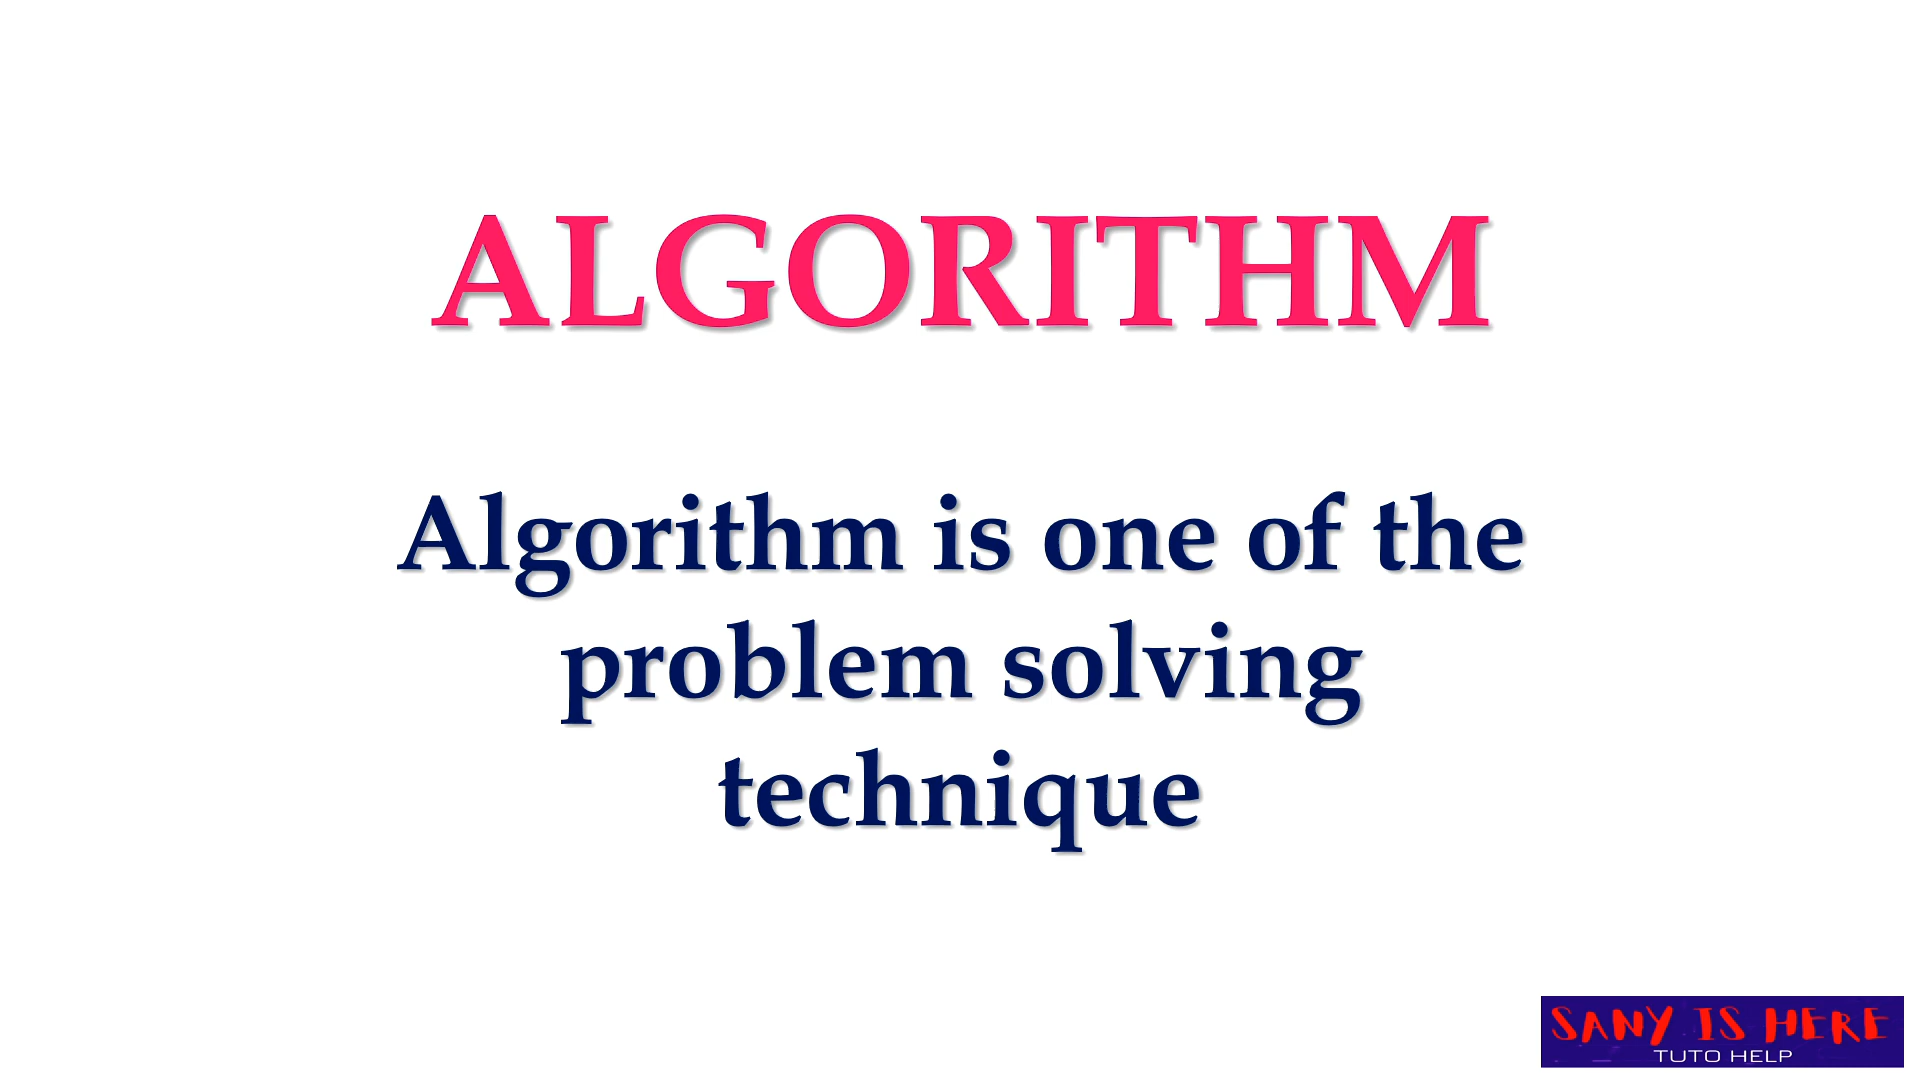 ALGORITHM
Algorithm is one of the
problem solving
technique
SANY IS HERE
TUTO HELP